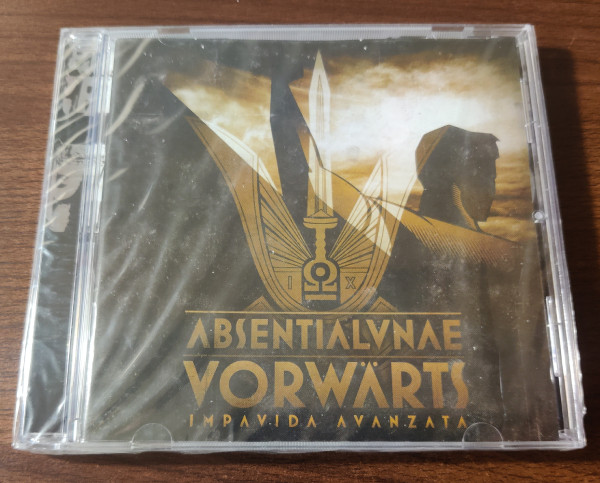 I X
ABSENTIALVNAE
VORWÄRTS
IMPAVIDA AVANZATA